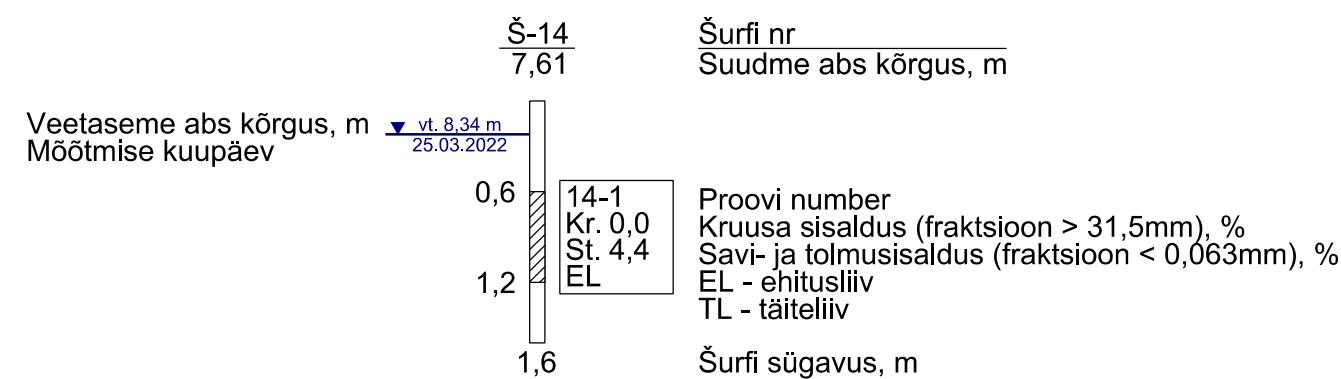 Š-14
7,61
Šurfi nr
Suudme abs kõrgus, m
Veetaseme abs kõrgus, m
Mõõtmise kuupäev
vt. 8,34 m
25.03.2022
0,6
1,2
14-1
Kr. 0,0
St. 4,4
EL
Proovi number
Kruusa sisaldus (fraktsioon > 31,5mm), %
Savi- ja tolmusisaldus (fraktsioon < 0,063mm), %
EL - ehitusliiv
TL - täiteliiv
1,6
Šurfi sügavus, m